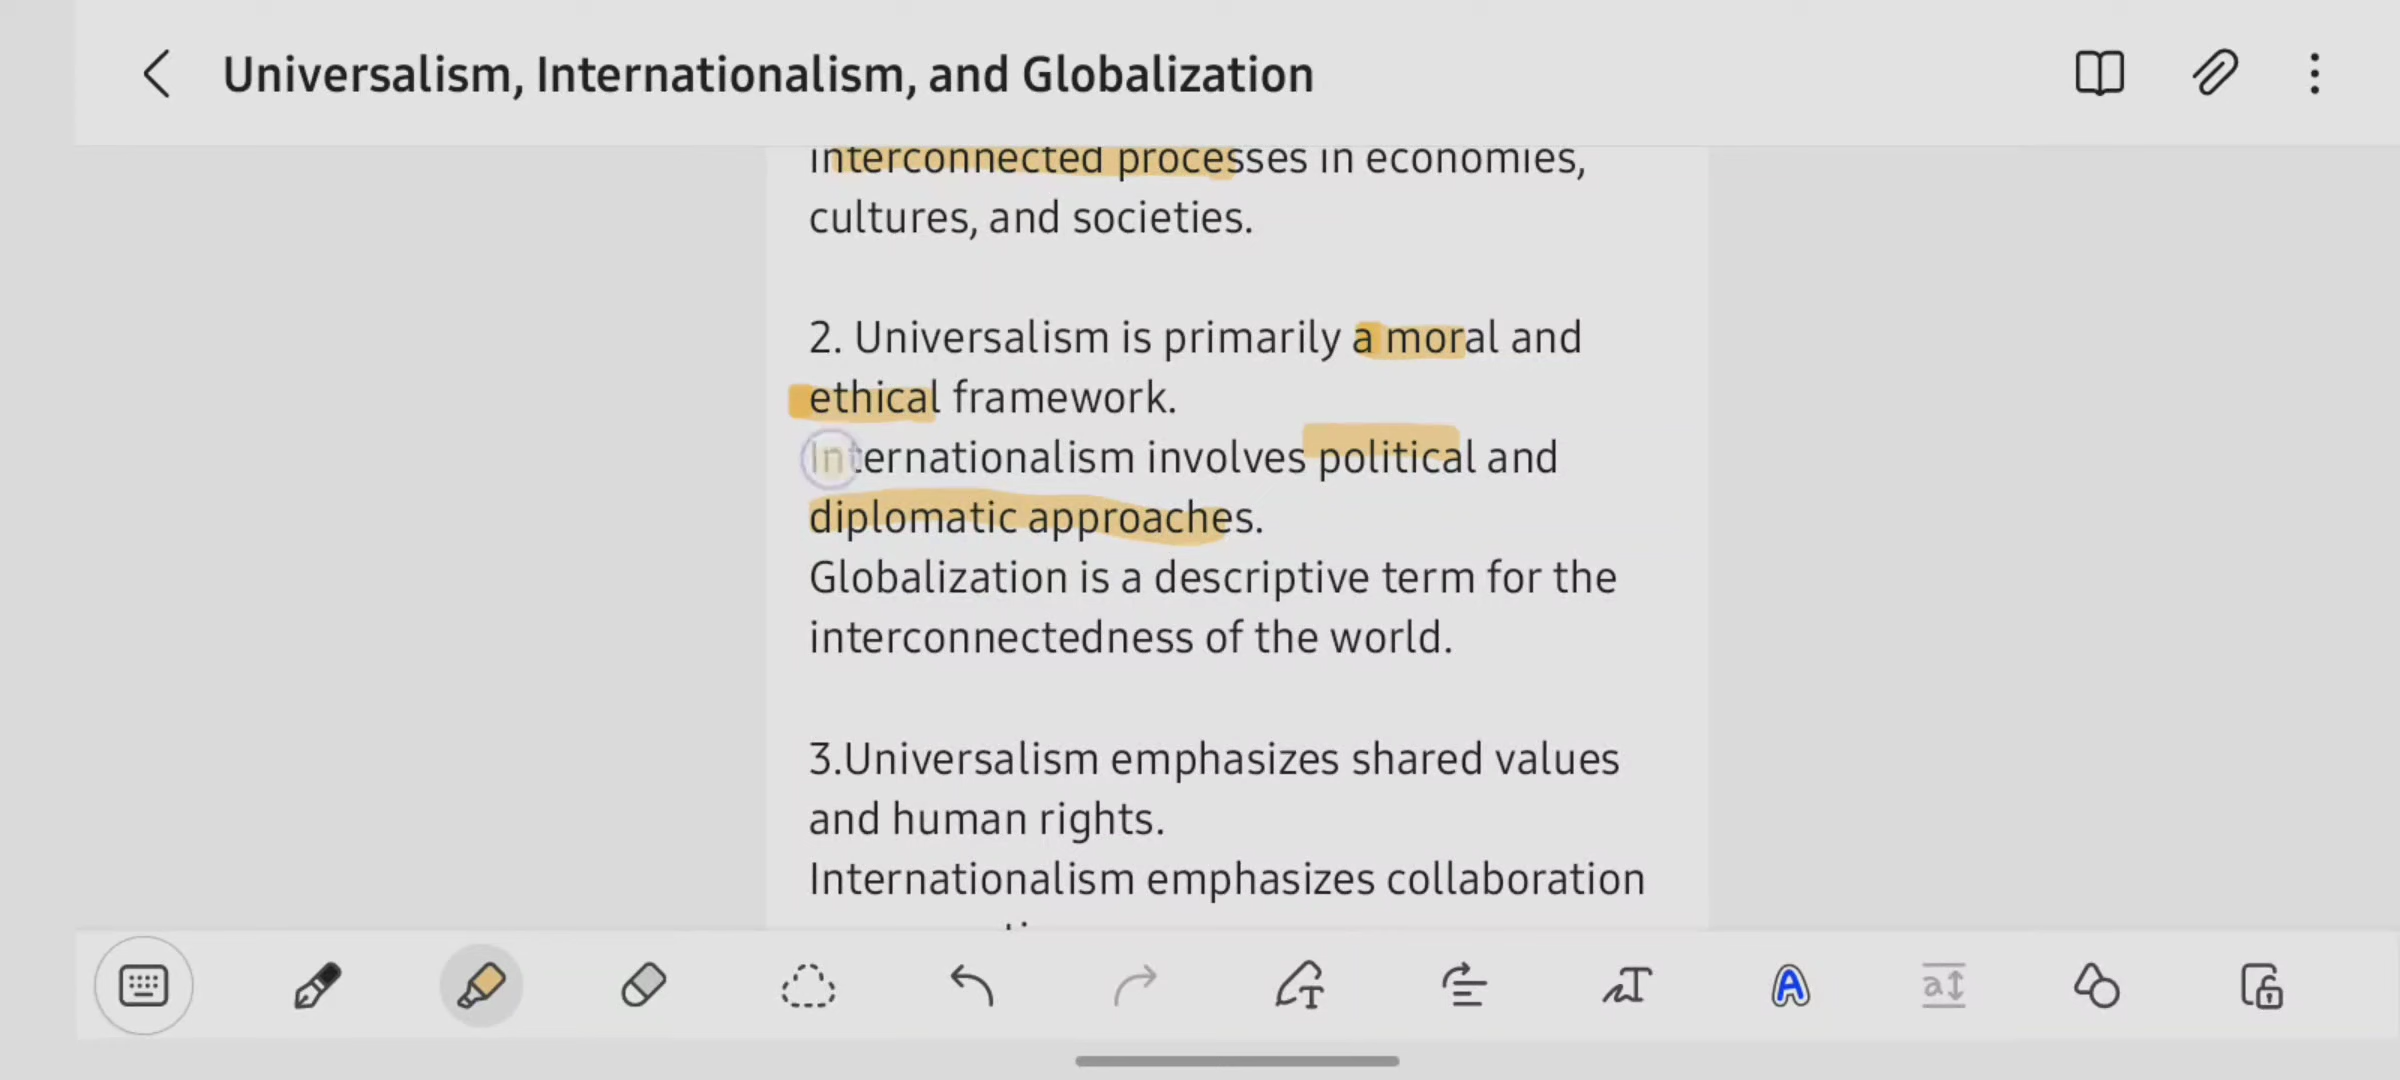 Universalism, Internationalism, and Globalization
interconnected processes in economies,
cultures, and societies.
2. Universalism is primarily a moral and
ethical framework.
Internationalism involves political and
diplomatic approaches.
Globalization is a descriptive term for the
interconnectedness of the world.
3.Universalism emphasizes shared values
and human rights.
Internationalism emphasizes collaboration